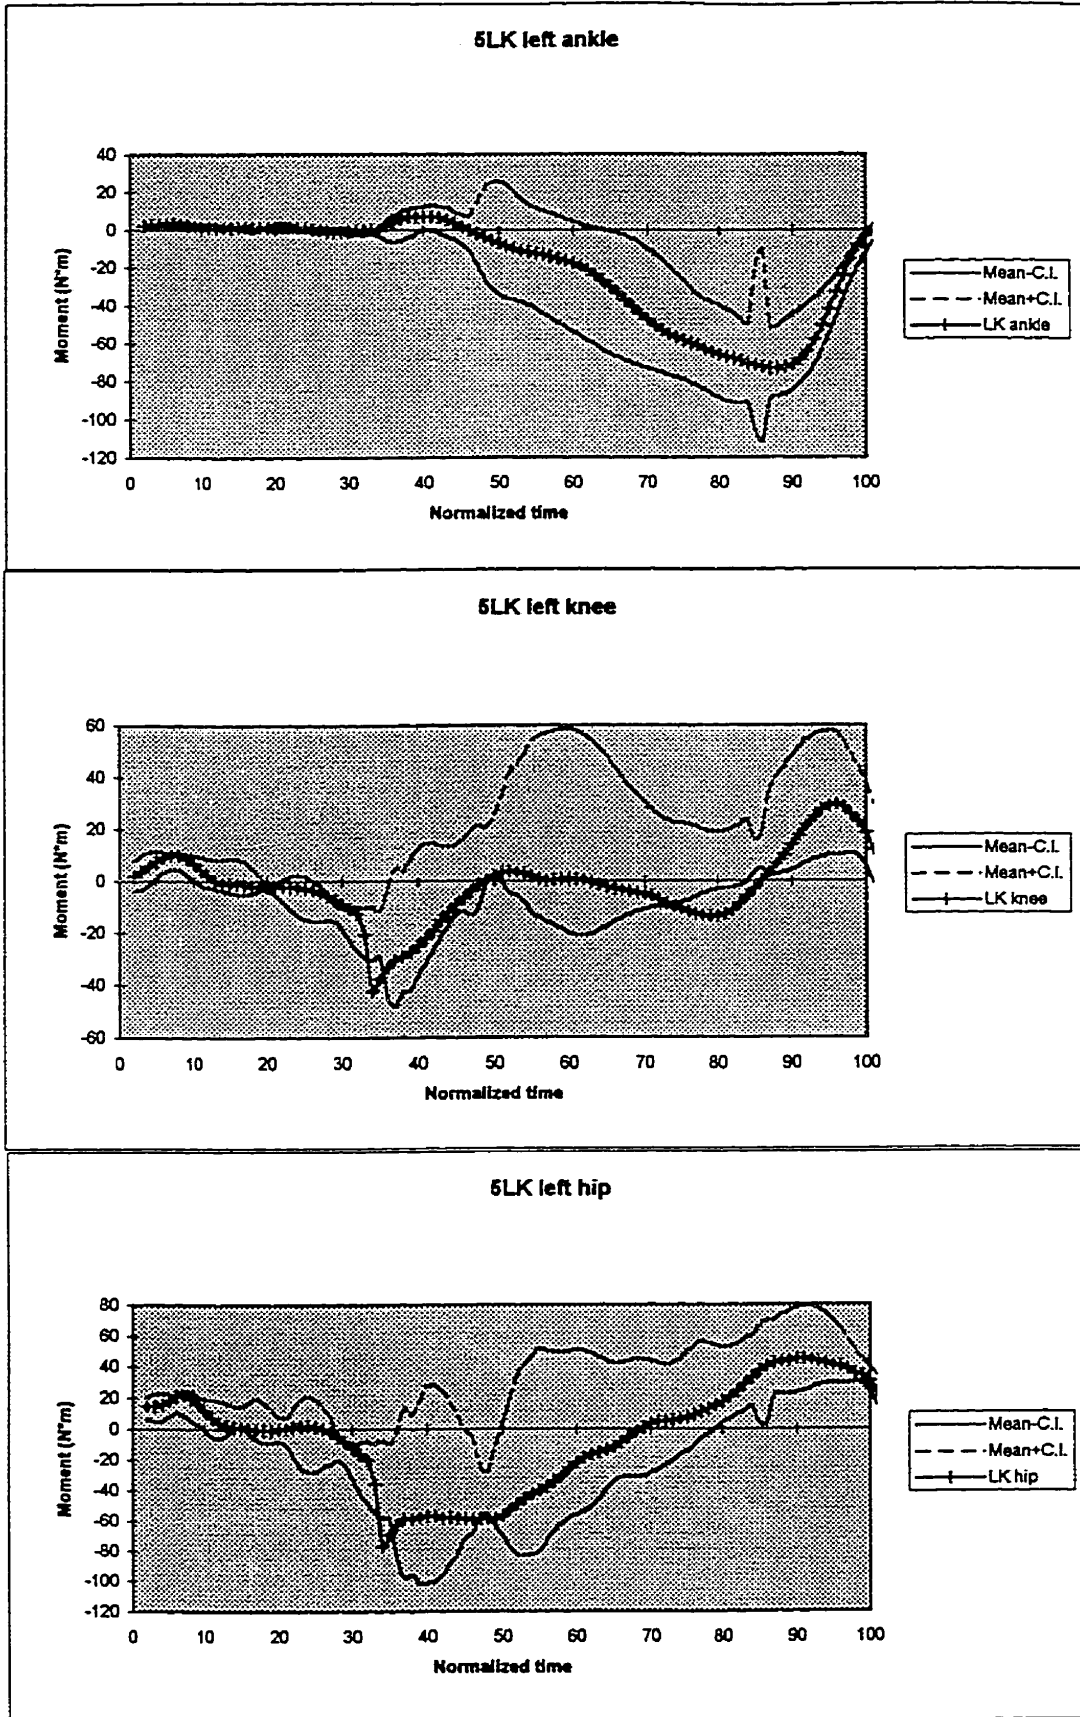 5LK left ankle
40
20
0
-20
-40
-60
-80
-100
-120
Moment (N*m)
0 10 20 30 40 50 60 70 80 90 100
Normalized time
Mean-C.I.
Mean+C.I.
LK ankle
5LK left knee
60
40
20
0
-20
-40
-60
Moment (N*m)
0 10 20 30 40 50 60 70 80 90 100
Normalized time
Mean-C.I.
Mean+C.I.
LK knee
5LK left hip
80
60
40
20
0
-20
-40
-60
-80
-100
-120
Moment (N*m)
0 10 20 30 40 50 60 70 80 90 100
Normalized time
Mean-C.I.
Mean+C.I.
LK hip